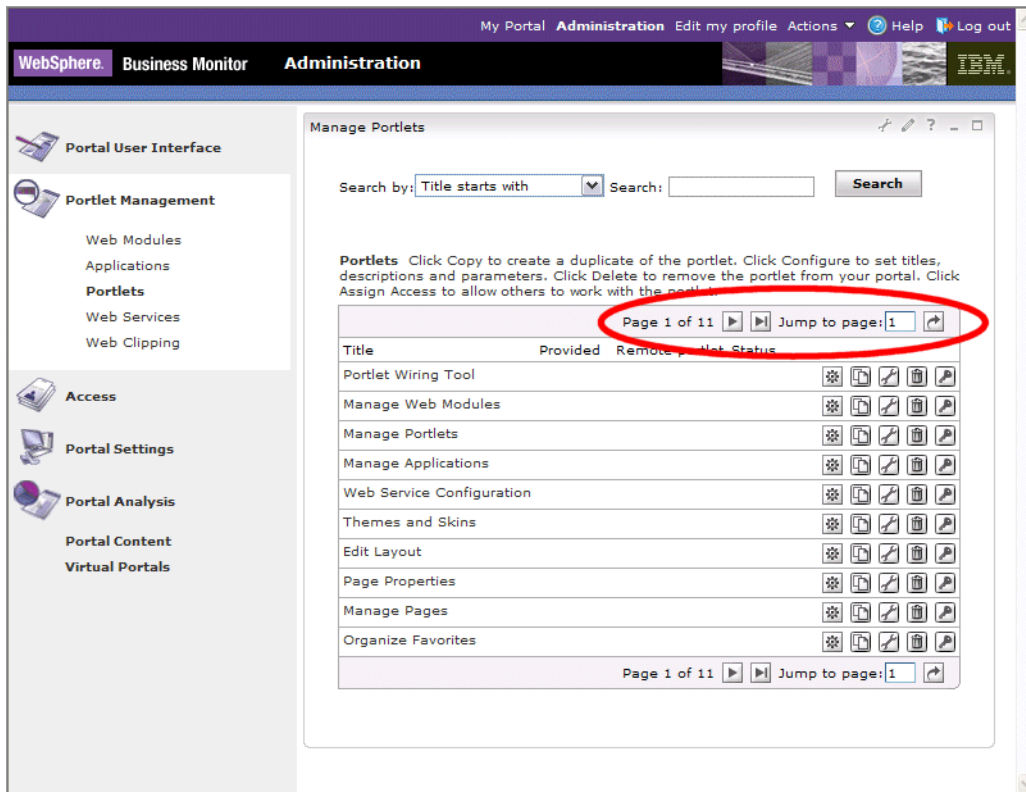 My Portal Administration Edit my profile Actions Help Log out
WebSphere. Business Monitor Administration IBM.
Portal User Interface
Portlet Management
Web Modules
Applications
Portlets
Web Services
Web Clipping
Access
Portal Settings
Portal Analysis
Portal Content
Virtual Portals
Manage Portlets
Search by: Title starts with Search: Search
Portlets Click Copy to create a duplicate of the portlet. Click Configure to set titles,
descriptions and parameters. Click Delete to remove the portlet from your portal. Click
Assign Access to allow others to work with the portlet.
Page 1 of 11 Jump to page: 1
Title Provided Remote portlet Status
Portlet Wiring Tool
Manage Web Modules
Manage Portlets
Manage Applications
Web Service Configuration
Themes and Skins
Edit Layout
Page Properties
Manage Pages
Organize Favorites
Page 1 of 11 Jump to page: 1